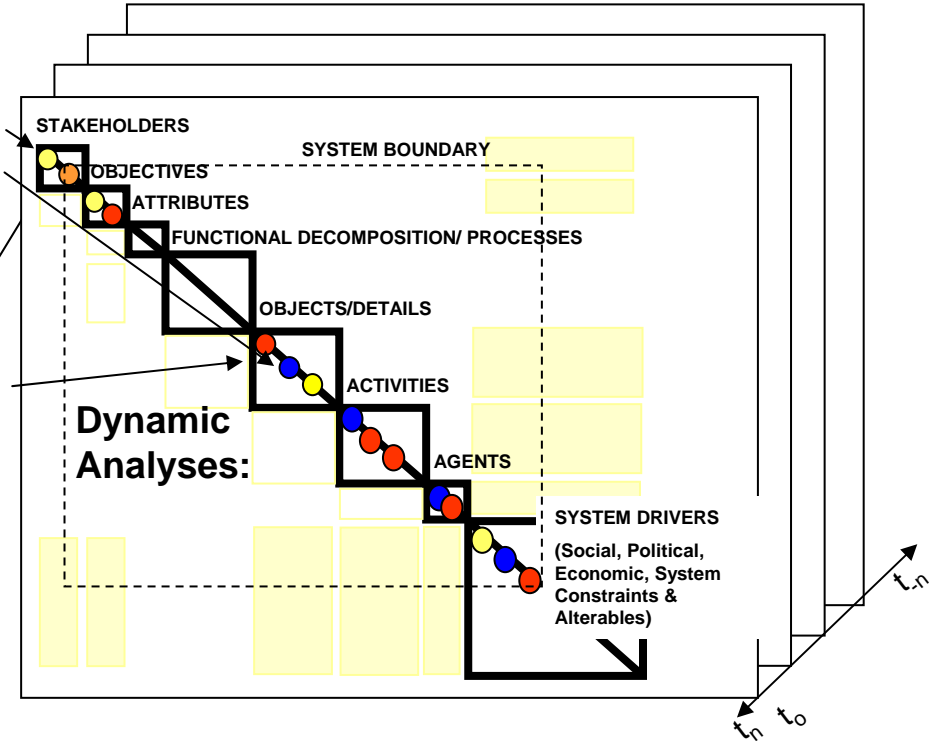 STAKEHOLDERS
SYSTEM BOUNDARY
OBJECTIVES
ATTRIBUTES
FUNCTIONAL DECOMPOSITION/ PROCESSES
OBJECTS/DETAILS
ACTIVITIES
Dynamic
Analyses:
AGENTS
SYSTEM DRIVERS
(Social, Political,
Economic, System
Constraints &
Alterables)
t-n
to
tn